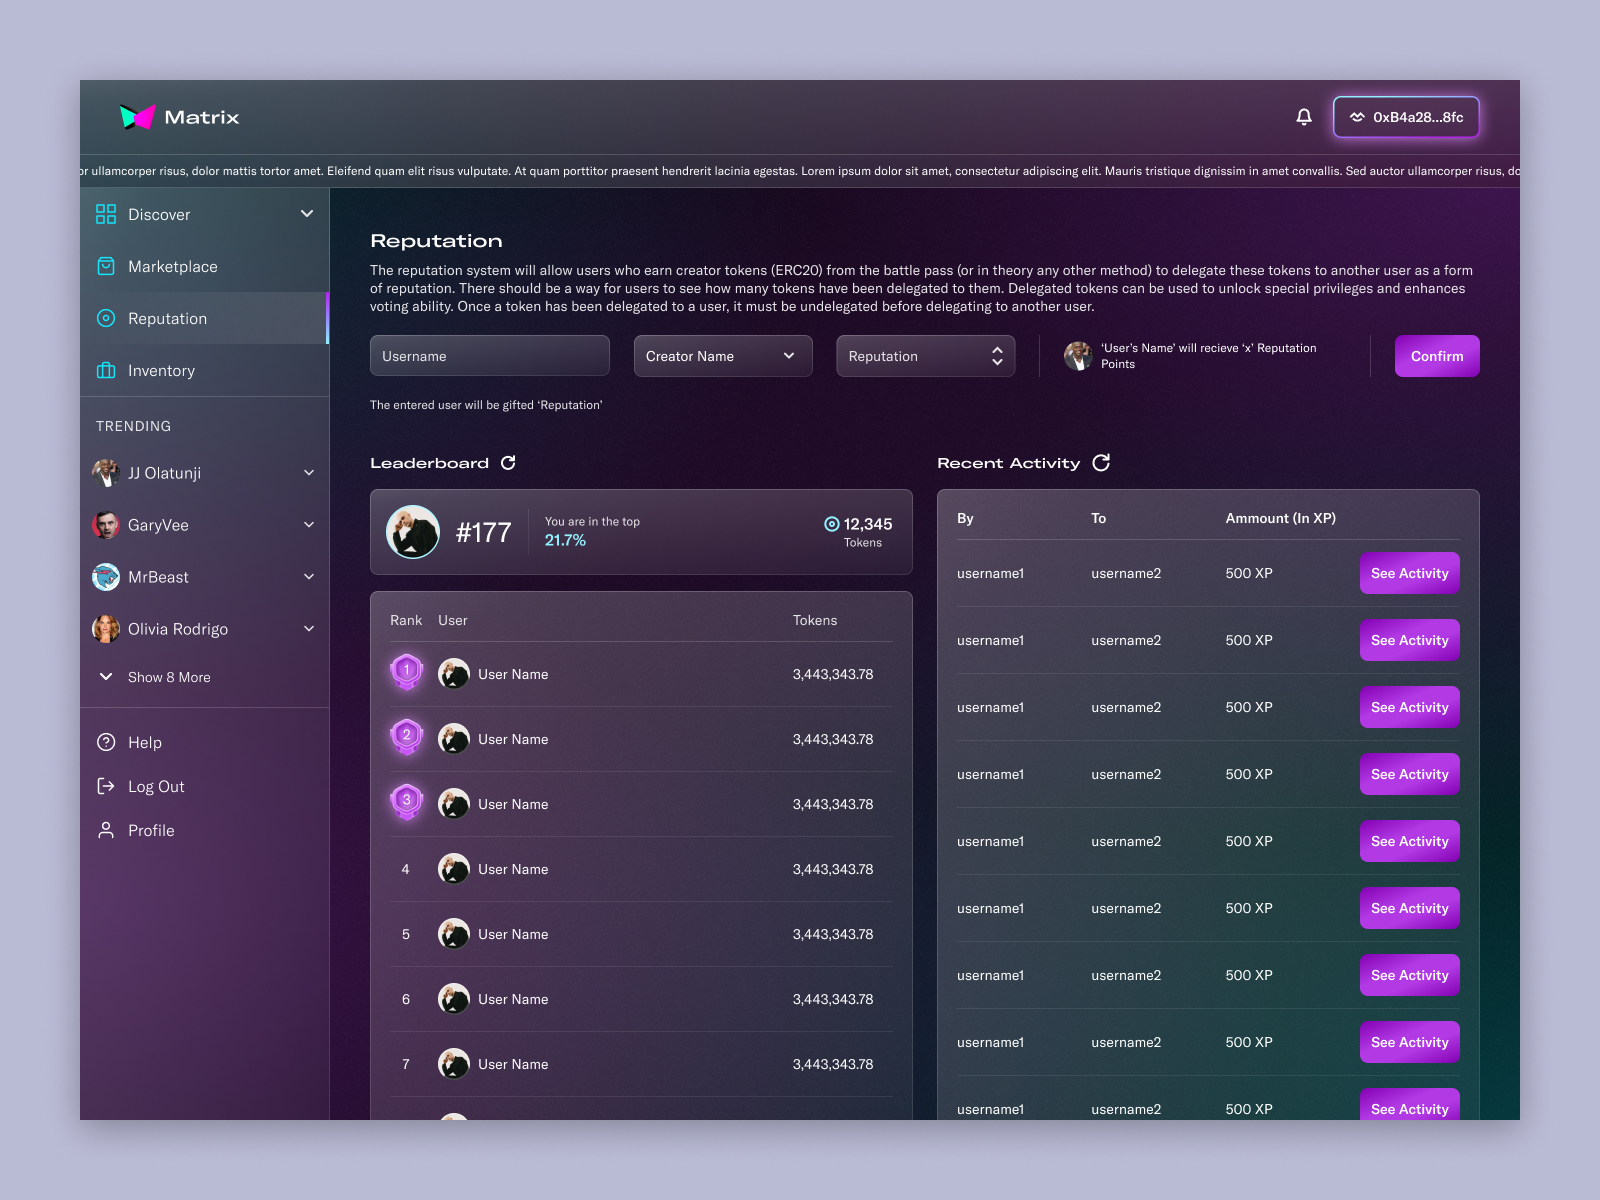 Matrix
0xB4a28...8fc
or ullamcorper risus, dolor mattis tortor amet. Eleifend quam elit risus vulputate. At quam porttitor praesent hendrerit lacinia egestas. Lorem ipsum dolor sit amet, consectetur adipiscing elit. Mauris tristique dignissim in amet convallis. Sed auctor ullamcorper risus, do
Discover
Marketplace
Reputation
Inventory
TRENDING
JJ Olatunji
GaryVee
MrBeast
Olivia Rodrigo
Show 8 More
Help
Log Out
Profile
Reputation
The reputation system will allow users who earn creator tokens (ERC20) from the battle pass (or in theory any other method) to delegate these tokens to another user as a form
of reputation. There should be a way for users to see how many tokens have been delegated to them. Delegated tokens can be used to unlock special privileges and enhances
voting ability. Once a token has been delegated to a user, it must be undelegated before delegating to another user.
Username
Creator Name
Reputation
‘User’s Name’ will recieve ‘x’ Reputation
Points
Confirm
The entered user will be gifted ‘Reputation’
Leaderboard
#177
You are in the top
21.7%
12,345
Tokens
Rank User Tokens
1 User Name 3,443,343.78
2 User Name 3,443,343.78
3 User Name 3,443,343.78
4 User Name 3,443,343.78
5 User Name 3,443,343.78
6 User Name 3,443,343.78
7 User Name 3,443,343.78
Recent Activity
By To Ammount (In XP)
username1 username2 500 XP See Activity
username1 username2 500 XP See Activity
username1 username2 500 XP See Activity
username1 username2 500 XP See Activity
username1 username2 500 XP See Activity
username1 username2 500 XP See Activity
username1 username2 500 XP See Activity
username1 username2 500 XP See Activity
username1 username2 500 XP See Activity